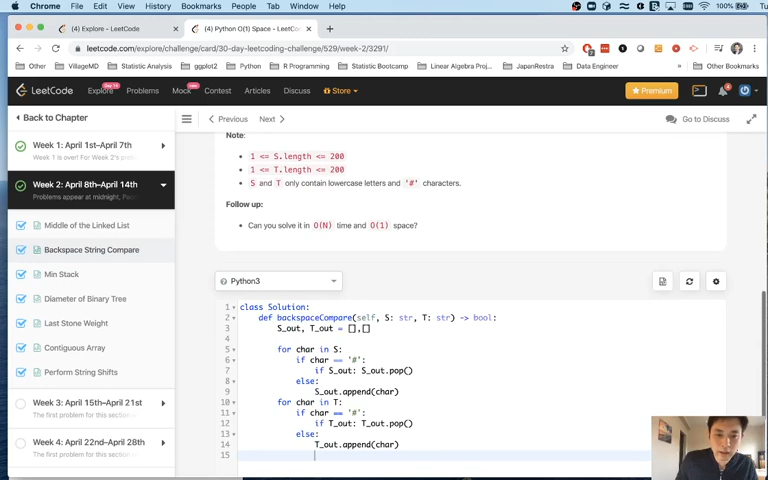 Chrome File Edit View History Bookmarks People Tab Window Help 100%
(4) Explore - LeetCode × (4) Python O(1) Space - LeetCo ×
leetcode.com/explore/challenge/card/30-day-leetcoding-challenge/529/week-2/3291/
Other VillageMD Statistic Analysis ggplot2 Python R Programming Statistic Bootcamp Linear Algebra Proj... JapanRestra Data Engineer » Other Bookmarks
LeetCode Explore Problems Mock Contest Articles Discuss Store Premium
Back to Chapter
Previous Next Go to Discuss
Week 1: April 1st–April 7th
Week 1 is over! For Week 2's prob
Week 2: April 8th–April 14th
Problems appear at midnight, Pac
Middle of the Linked List
Backspace String Compare
Min Stack
Diameter of Binary Tree
Last Stone Weight
Contiguous Array
Perform String Shifts
Week 3: April 15th–April 21st
The first problem for this section
Week 4: April 22nd–April 28th
The first problem for this section
Note:
1 <= S.length <= 200
1 <= T.length <= 200
S and T only contain lowercase letters and '#' characters.
Follow up:
Can you solve it in O(N) time and O(1) space?
Python3
1 class Solution:
2 def backspaceCompare(self, S: str, T: str) -> bool:
3 S_out, T_out = [],[]
4
5 for char in S:
6 if char == '#':
7 if S_out: S_out.pop()
8 else:
9 S_out.append(char)
10 for char in T:
11 if char == '#':
12 if T_out: T_out.pop()
13 else:
14 T_out.append(char)
15